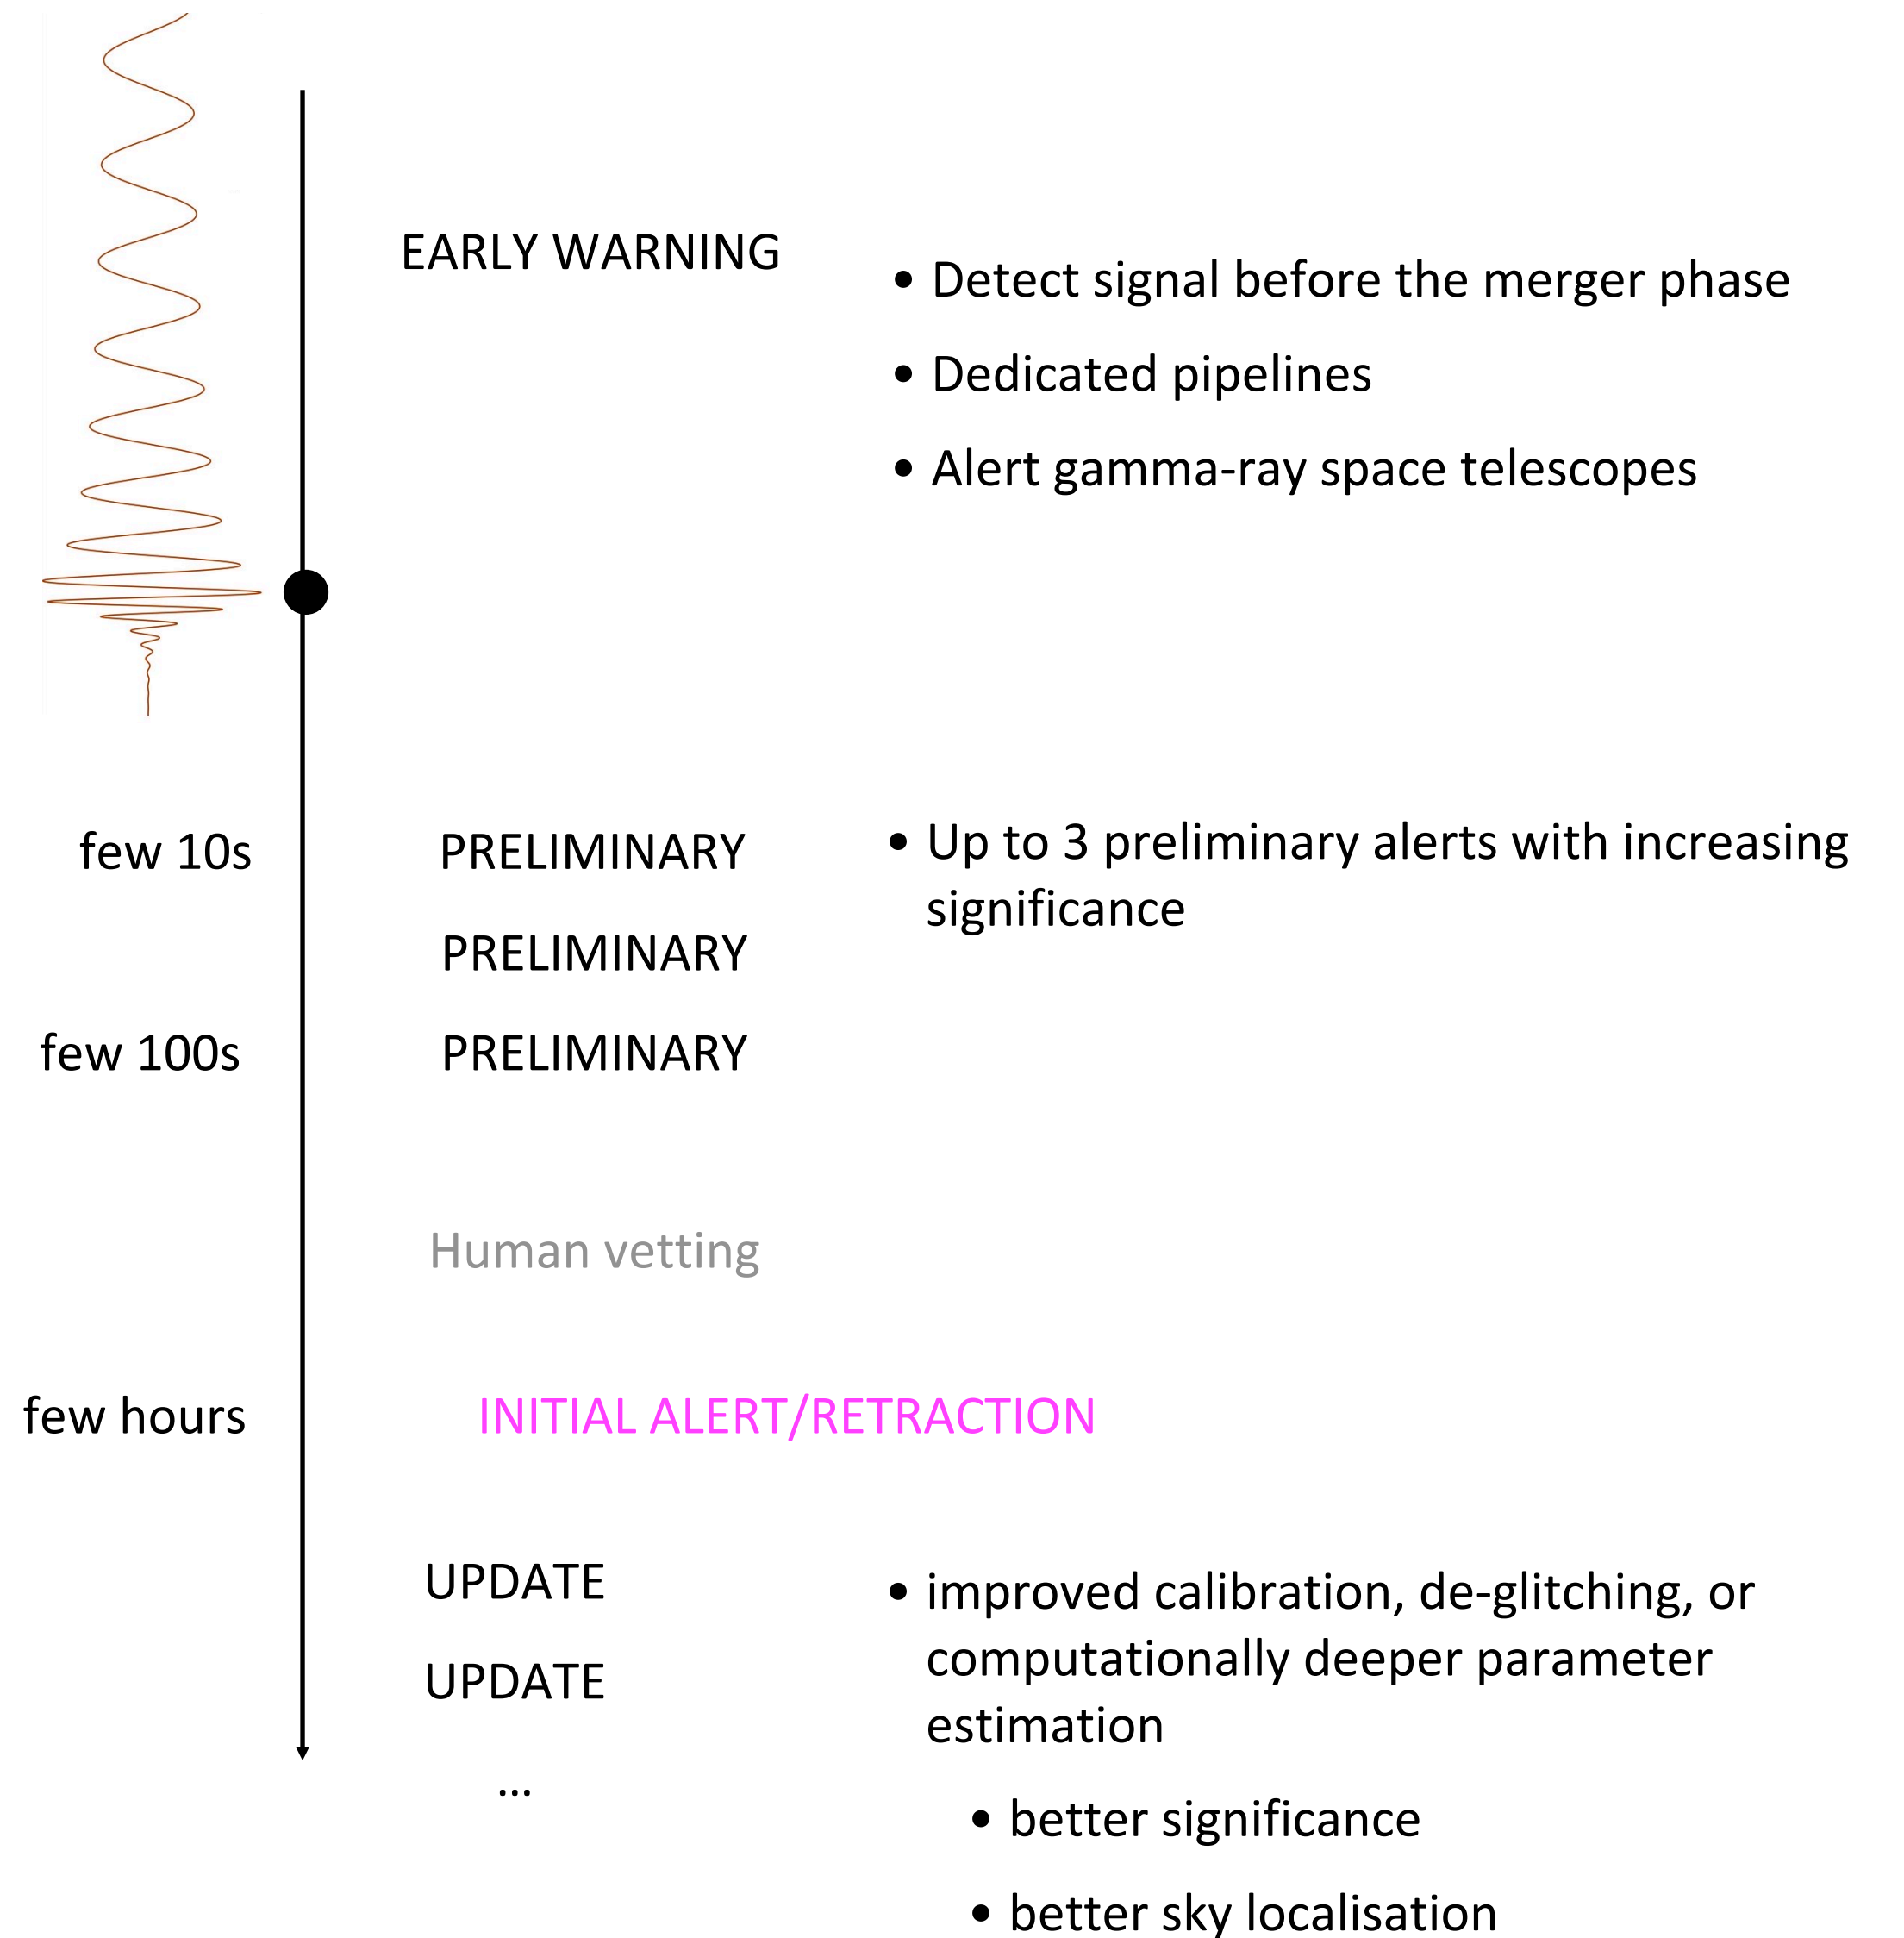 EARLY WARNING
• Detect signal before the merger phase
• Dedicated pipelines
• Alert gamma-ray space telescopes
few 10s
PRELIMINARY
• Up to 3 preliminary alerts with increasing
significance
PRELIMINARY
few 100s
PRELIMINARY
Human vetting
few hours
INITIAL ALERT/RETRACTION
UPDATE
UPDATE
...
• improved calibration, de-glitching, or
computationally deeper parameter
estimation
• better significance
• better sky localisation